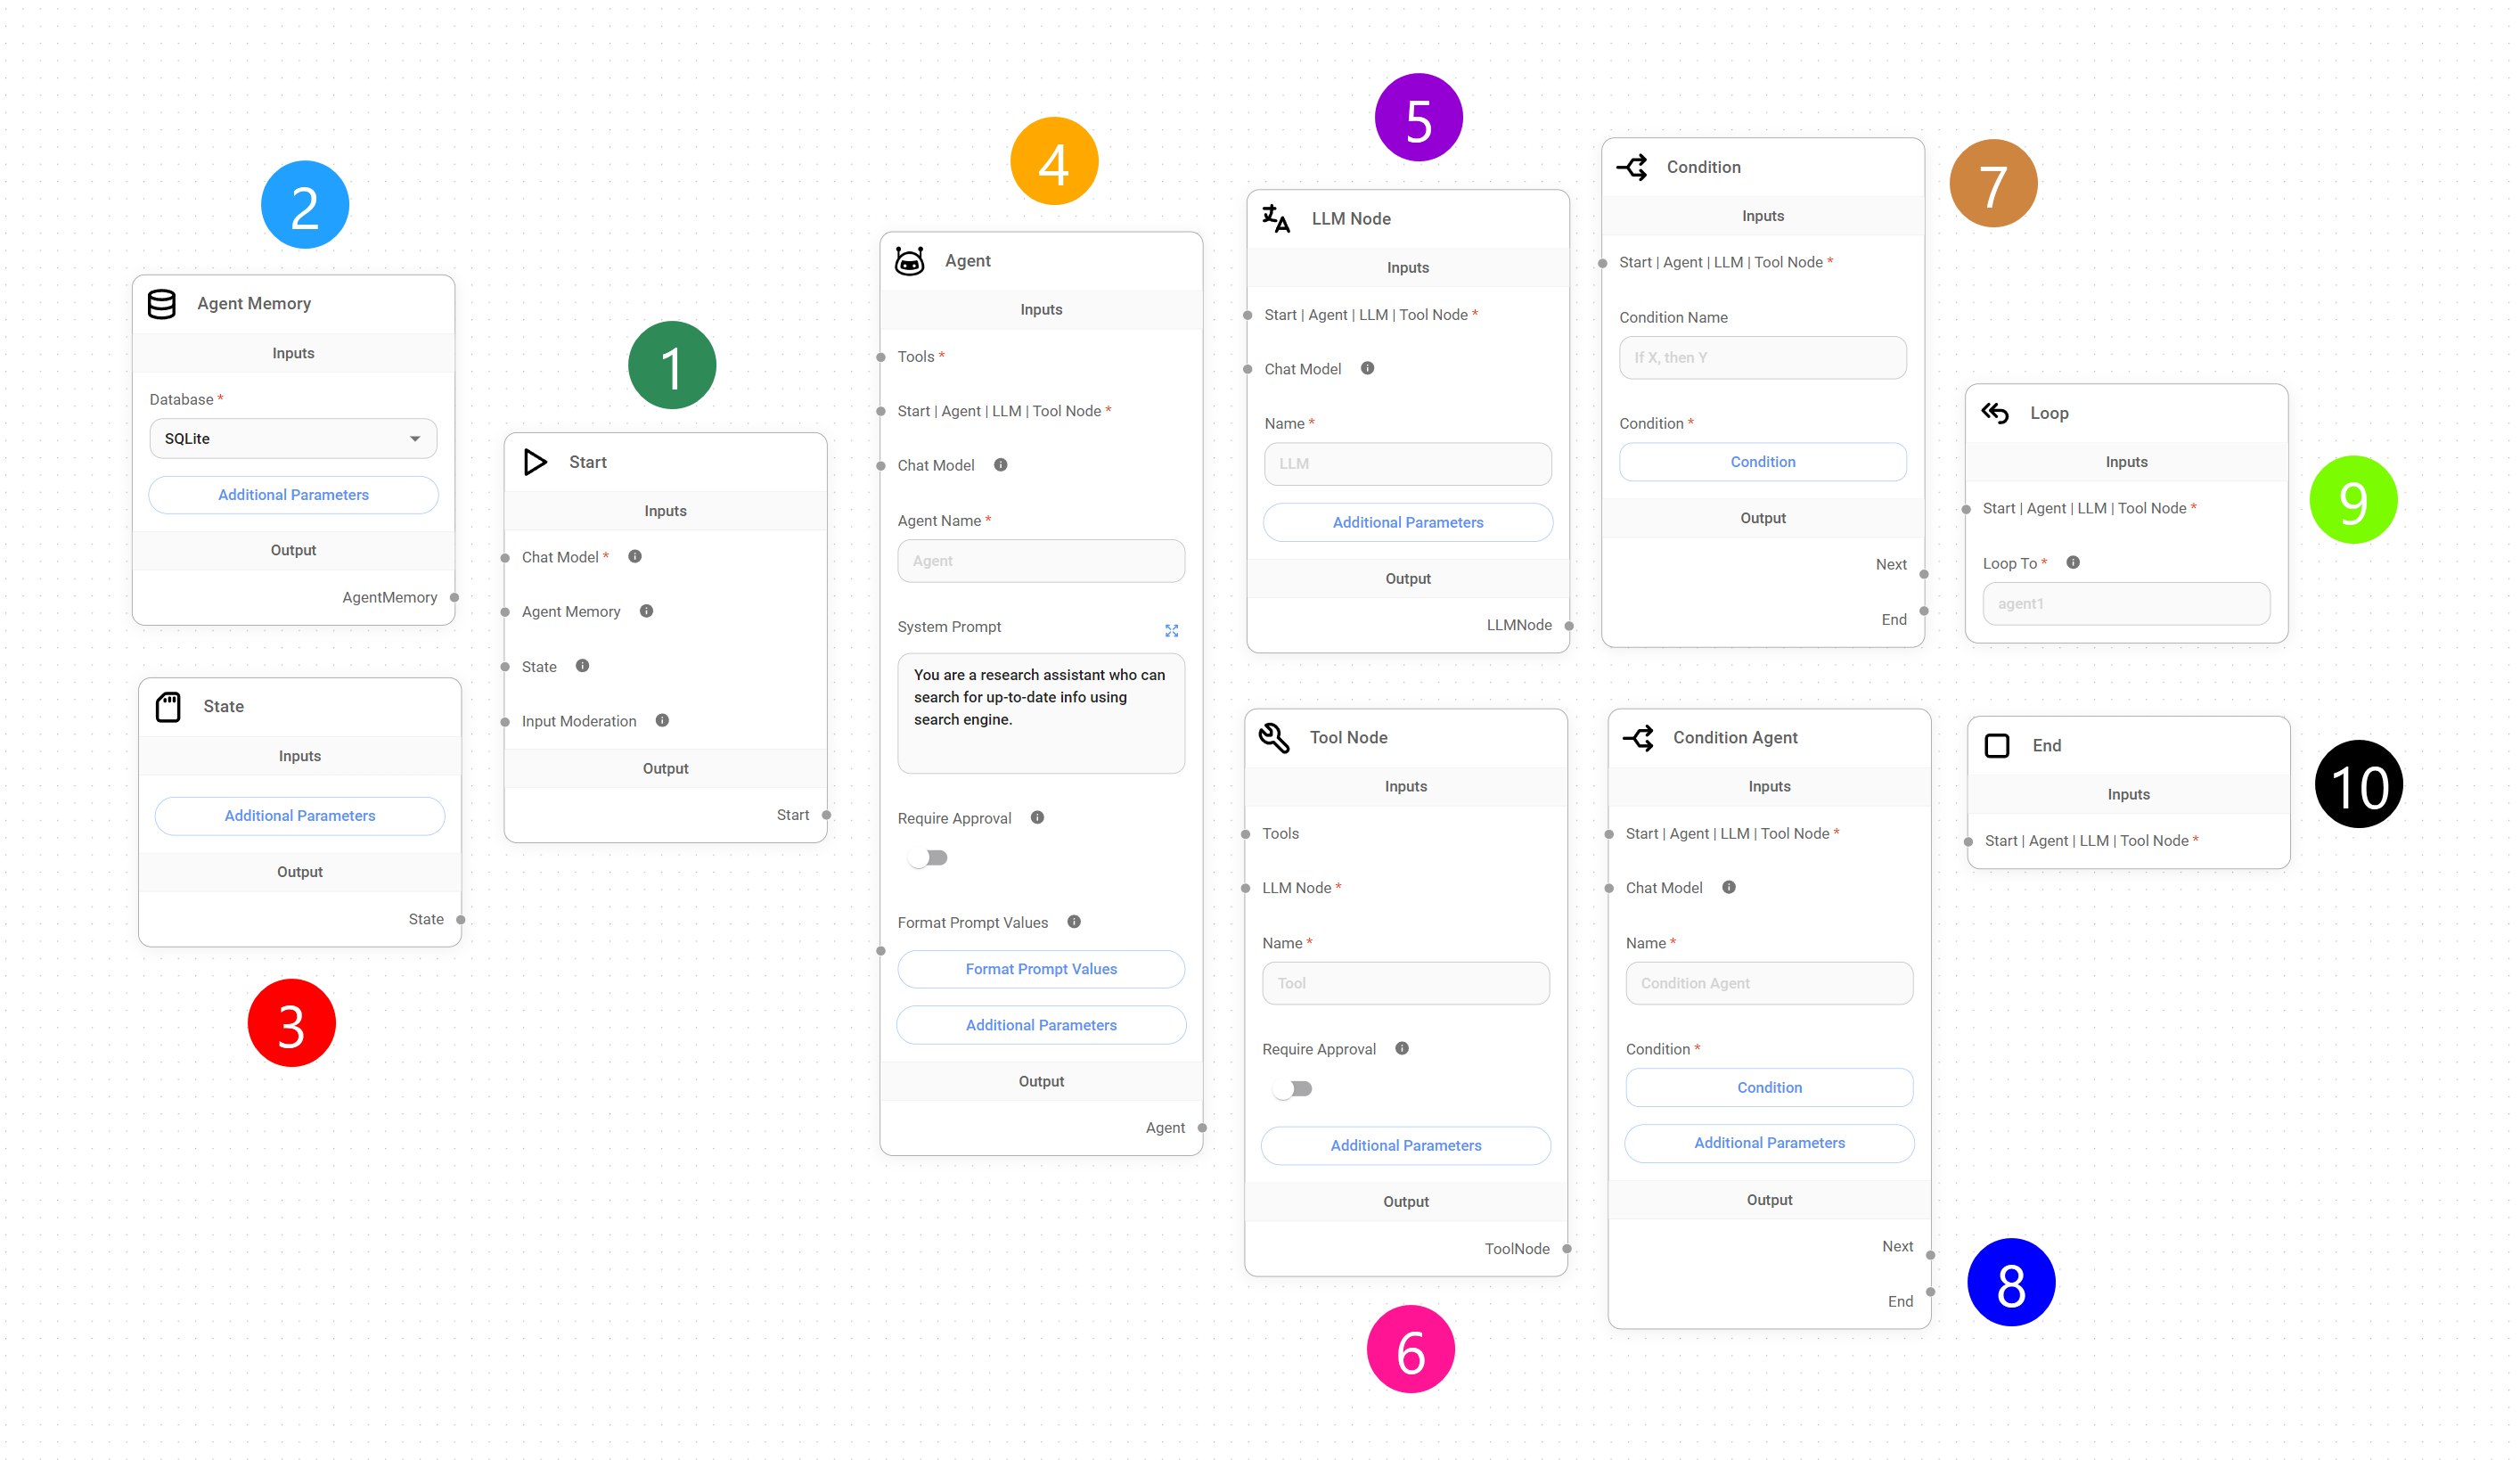 2
Agent Memory
Inputs
Database *
SQLite
Additional Parameters
Output
AgentMemory
State
Inputs
Additional Parameters
Output
State
3
1
Start
Inputs
Chat Model *
Agent Memory
State
Input Moderation
Output
Start
4
Agent
Inputs
Tools *
Start | Agent | LLM | Tool Node *
Chat Model
Agent Name *
Agent
System Prompt
You are a research assistant who can
search for up-to-date info using
search engine.
Require Approval
Format Prompt Values
Format Prompt Values
Additional Parameters
Output
Agent
5
LLM Node
Inputs
Start | Agent | LLM | Tool Node *
Chat Model
Name *
LLM
Additional Parameters
Output
LLMNode
Tool Node
Inputs
Tools
LLM Node *
Name *
Tool
Require Approval
Additional Parameters
Output
ToolNode
6
7
Condition
Inputs
Start | Agent | LLM | Tool Node *
Condition Name
If X, then Y
Condition *
Condition
Output
Next
End
Condition Agent
Inputs
Start | Agent | LLM | Tool Node *
Chat Model
Name *
Condition Agent
Condition *
Condition
Additional Parameters
Output
Next
End
8
Loop
Inputs
Start | Agent | LLM | Tool Node *
Loop To *
agent1
9
End
Inputs
Start | Agent | LLM | Tool Node *
10